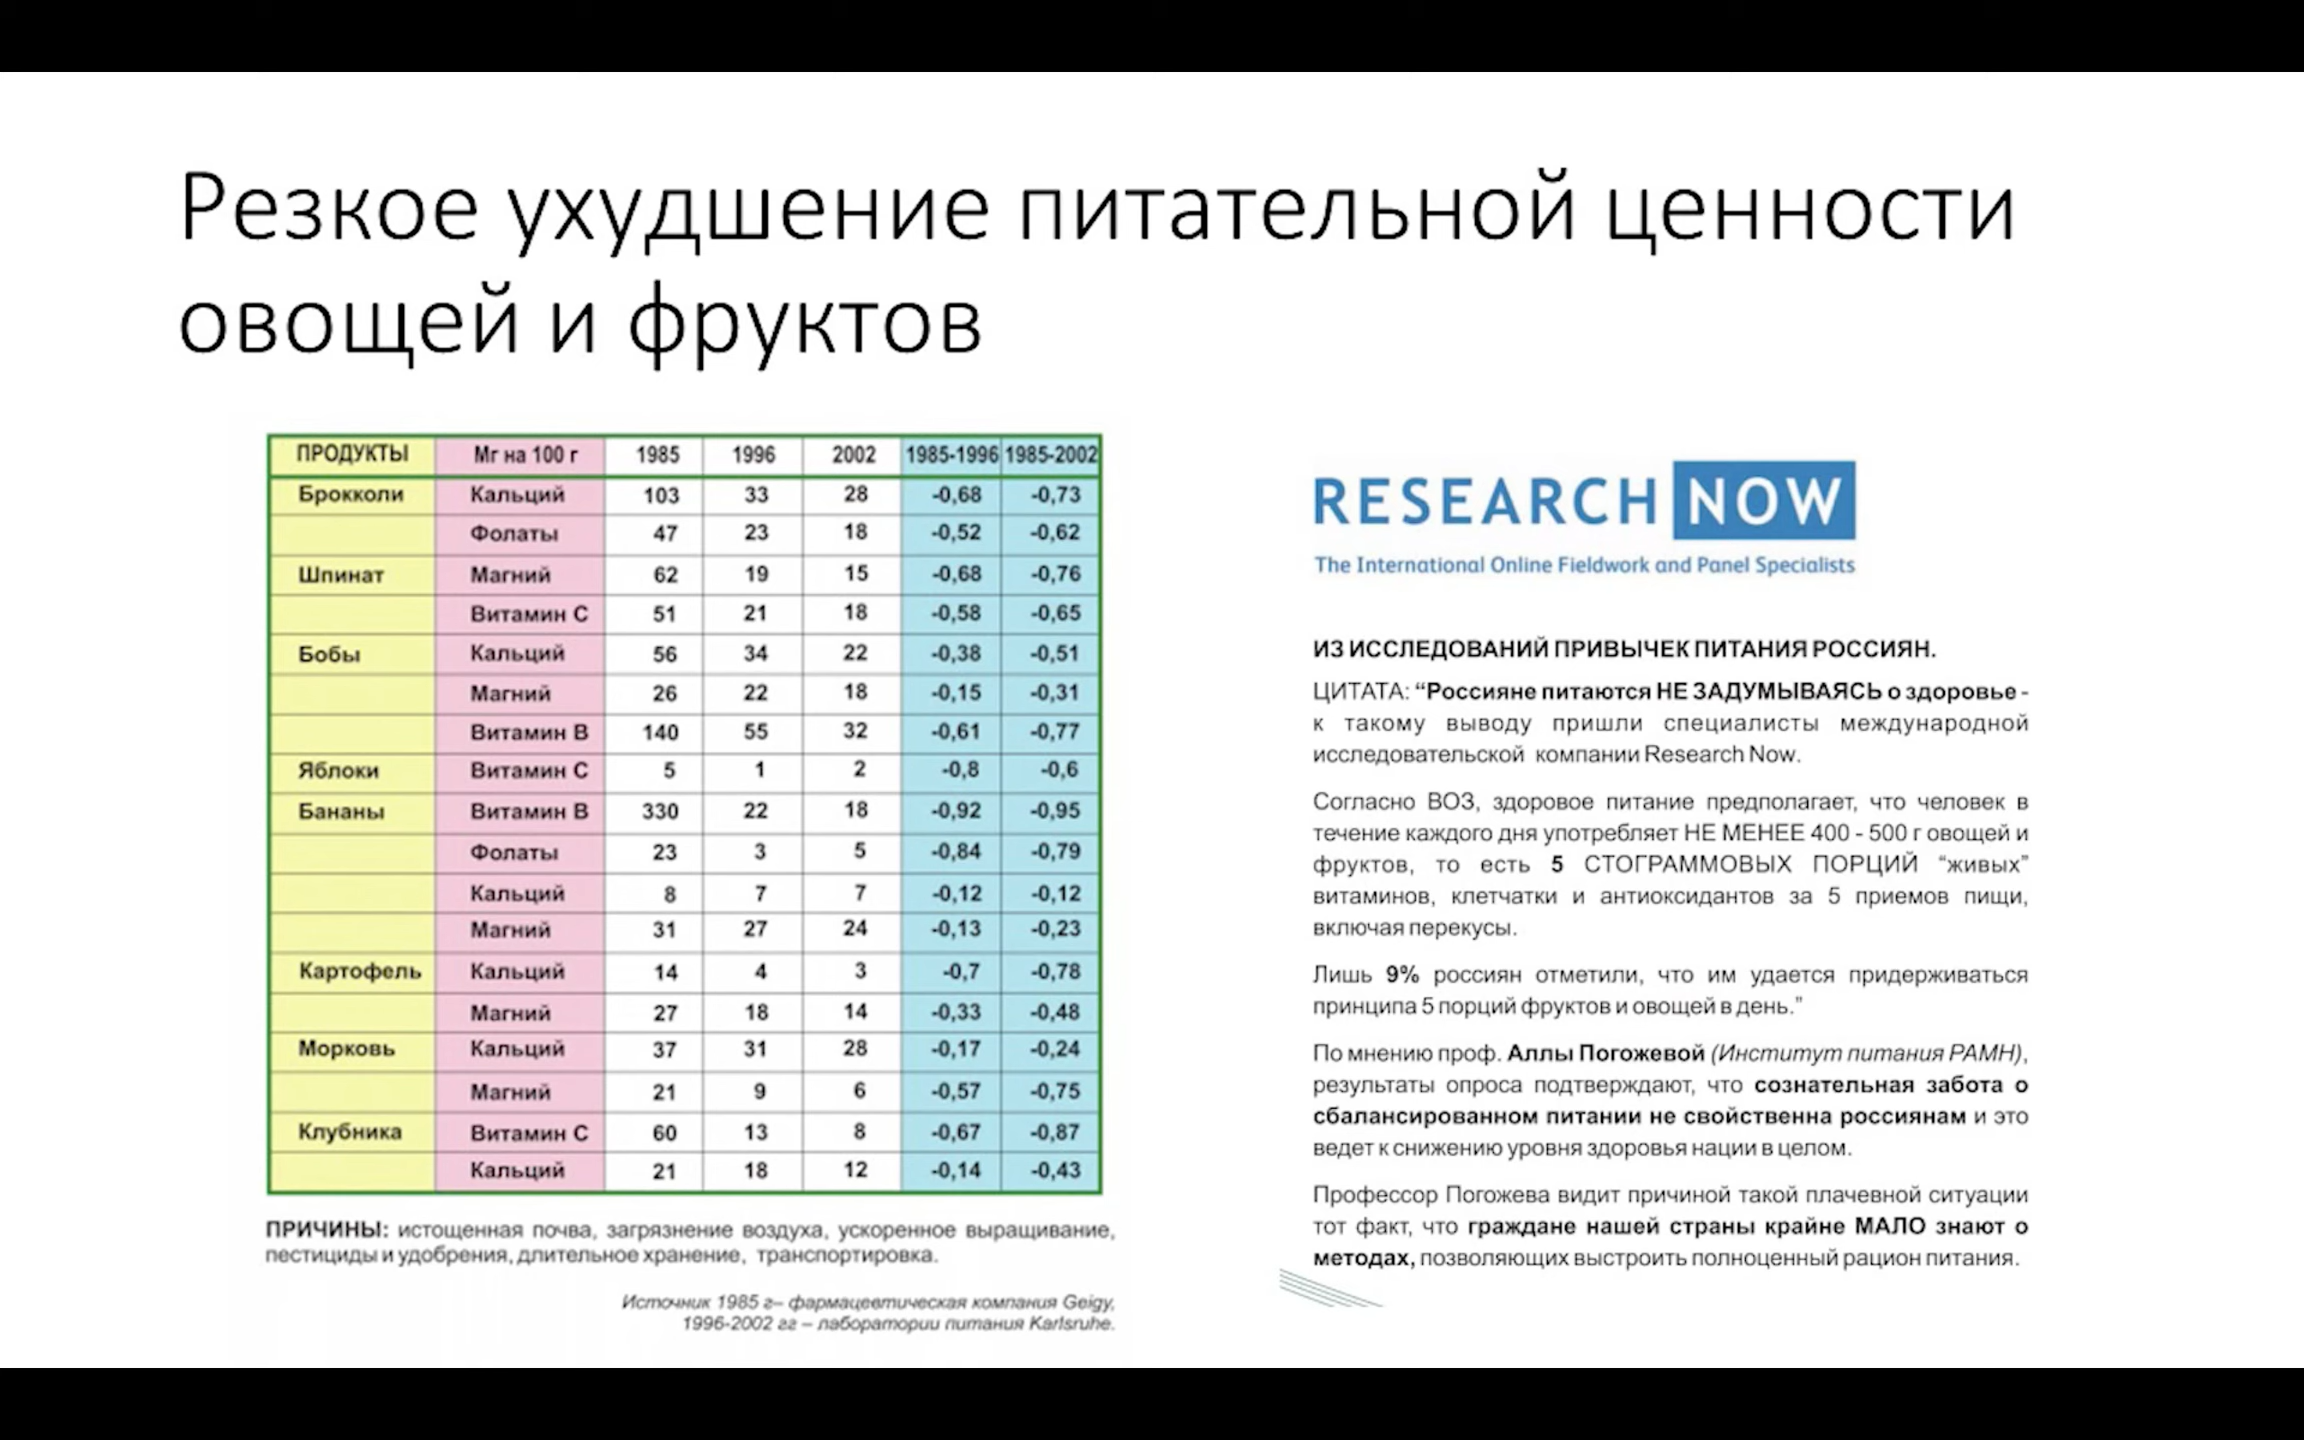 Резкое ухудшение питательной ценности
овощей и фруктов
ПРОДУКТЫ Мг на 100 г 1985 1996 2002 1985-1996 1985-2002
Брокколи Кальций 103 33 28 -0,68 -0,73
Фолаты 47 23 18 -0,52 -0,62
Шпинат Магний 62 19 15 -0,68 -0,76
Витамин С 51 21 18 -0,58 -0,65
Бобы Кальций 56 34 22 -0,38 -0,51
Магний 26 22 18 -0,15 -0,31
Витамин В 140 55 32 -0,61 -0,77
Яблоки Витамин С 5 1 2 -0,8 -0,6
Бананы Витамин В 330 22 18 -0,92 -0,95
Фолаты 23 3 5 -0,84 -0,79
Кальций 8 7 7 -0,12 -0,12
Магний 31 27 24 -0,13 -0,23
Картофель Кальций 14 4 3 -0,7 -0,78
Магний 27 18 14 -0,33 -0,48
Морковь Кальций 37 31 28 -0,17 -0,24
Магний 21 9 6 -0,57 -0,75
Клубника Витамин С 60 13 8 -0,67 -0,87
Кальций 21 18 12 -0,14 -0,43
ПРИЧИНЫ: истощенная почва, загрязнение воздуха, ускоренное выращивание,
пестициды и удобрения, длительное хранение, транспортировка.
Источник 1985 г– фармацевтическая компания Geigy,
1996-2002 гг – лаборатории питания Karlsruhe.
RESEARCH NOW
The International Online Fieldwork and Panel Specialists
ИЗ ИССЛЕДОВАНИЙ ПРИВЫЧЕК ПИТАНИЯ РОССИЯН.
ЦИТАТА: “Россияне питаются НЕ ЗАДУМЫВАЯСЬ о здоровье -
к такому выводу пришли специалисты международной
исследовательской компании Research Now.
Согласно ВОЗ, здоровое питание предполагает, что человек в
течение каждого дня употребляет НЕ МЕНЕЕ 400 - 500 г овощей и
фруктов, то есть 5 СТОГРАММОВЫХ ПОРЦИЙ “живых”
витаминов, клетчатки и антиоксидантов за 5 приемов пищи,
включая перекусы.
Лишь 9% россиян отметили, что им удается придерживаться
принципа 5 порций фруктов и овощей в день.”
По мнению проф. Аллы Погожевой (Институт питания РАМН),
результаты опроса подтверждают, что сознательная забота о
сбалансированном питании не свойственна россиянам и это
ведет к снижению уровня здоровья нации в целом.
Профессор Погожева видит причиной такой плачевной ситуации
тот факт, что граждане нашей страны крайне МАЛО знают о
методах, позволяющих выстроить полноценный рацион питания.